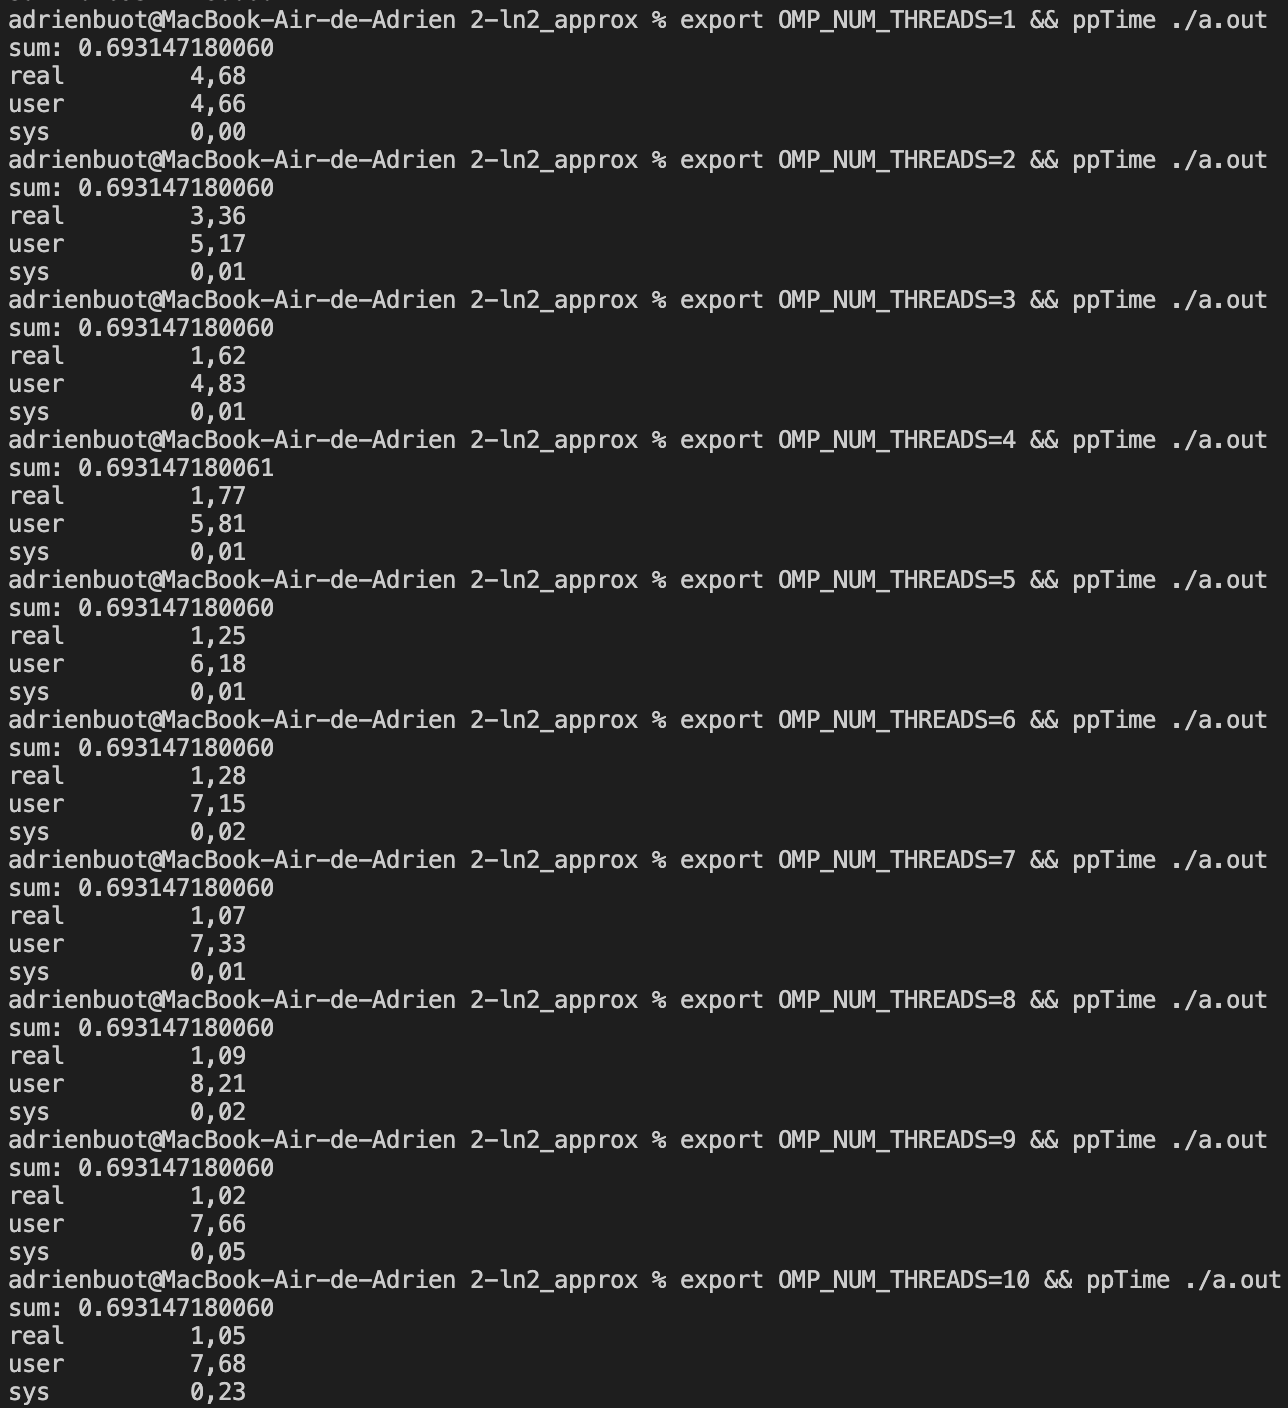 adrienbuot@MacBook-Air-de-Adrien 2-ln2_approx % export OMP_NUM_THREADS=1 && ppTime ./a.out
sum: 0.693147180060
real 4,68
user 4,66
sys 0,00
adrienbuot@MacBook-Air-de-Adrien 2-ln2_approx % export OMP_NUM_THREADS=2 && ppTime ./a.out
sum: 0.693147180060
real 3,36
user 5,17
sys 0,01
adrienbuot@MacBook-Air-de-Adrien 2-ln2_approx % export OMP_NUM_THREADS=3 && ppTime ./a.out
sum: 0.693147180060
real 1,62
user 4,83
sys 0,01
adrienbuot@MacBook-Air-de-Adrien 2-ln2_approx % export OMP_NUM_THREADS=4 && ppTime ./a.out
sum: 0.693147180061
real 1,77
user 5,81
sys 0,01
adrienbuot@MacBook-Air-de-Adrien 2-ln2_approx % export OMP_NUM_THREADS=5 && ppTime ./a.out
sum: 0.693147180060
real 1,25
user 6,18
sys 0,01
adrienbuot@MacBook-Air-de-Adrien 2-ln2_approx % export OMP_NUM_THREADS=6 && ppTime ./a.out
sum: 0.693147180060
real 1,28
user 7,15
sys 0,02
adrienbuot@MacBook-Air-de-Adrien 2-ln2_approx % export OMP_NUM_THREADS=7 && ppTime ./a.out
sum: 0.693147180060
real 1,07
user 7,33
sys 0,01
adrienbuot@MacBook-Air-de-Adrien 2-ln2_approx % export OMP_NUM_THREADS=8 && ppTime ./a.out
sum: 0.693147180060
real 1,09
user 8,21
sys 0,02
adrienbuot@MacBook-Air-de-Adrien 2-ln2_approx % export OMP_NUM_THREADS=9 && ppTime ./a.out
sum: 0.693147180060
real 1,02
user 7,66
sys 0,05
adrienbuot@MacBook-Air-de-Adrien 2-ln2_approx % export OMP_NUM_THREADS=10 && ppTime ./a.out
sum: 0.693147180060
real 1,05
user 7,68
sys 0,23